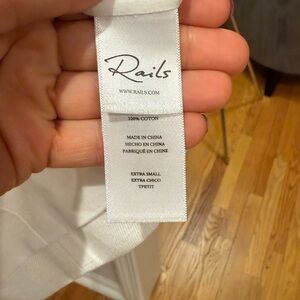 Rails
WWW.RAILS.COM
100% COTTON
MADE IN CHINA
HECHO EN CHINA
FABRIQUÉ EN CHINE
EXTRA SMALL
EXTRA CHICO
TPETIT